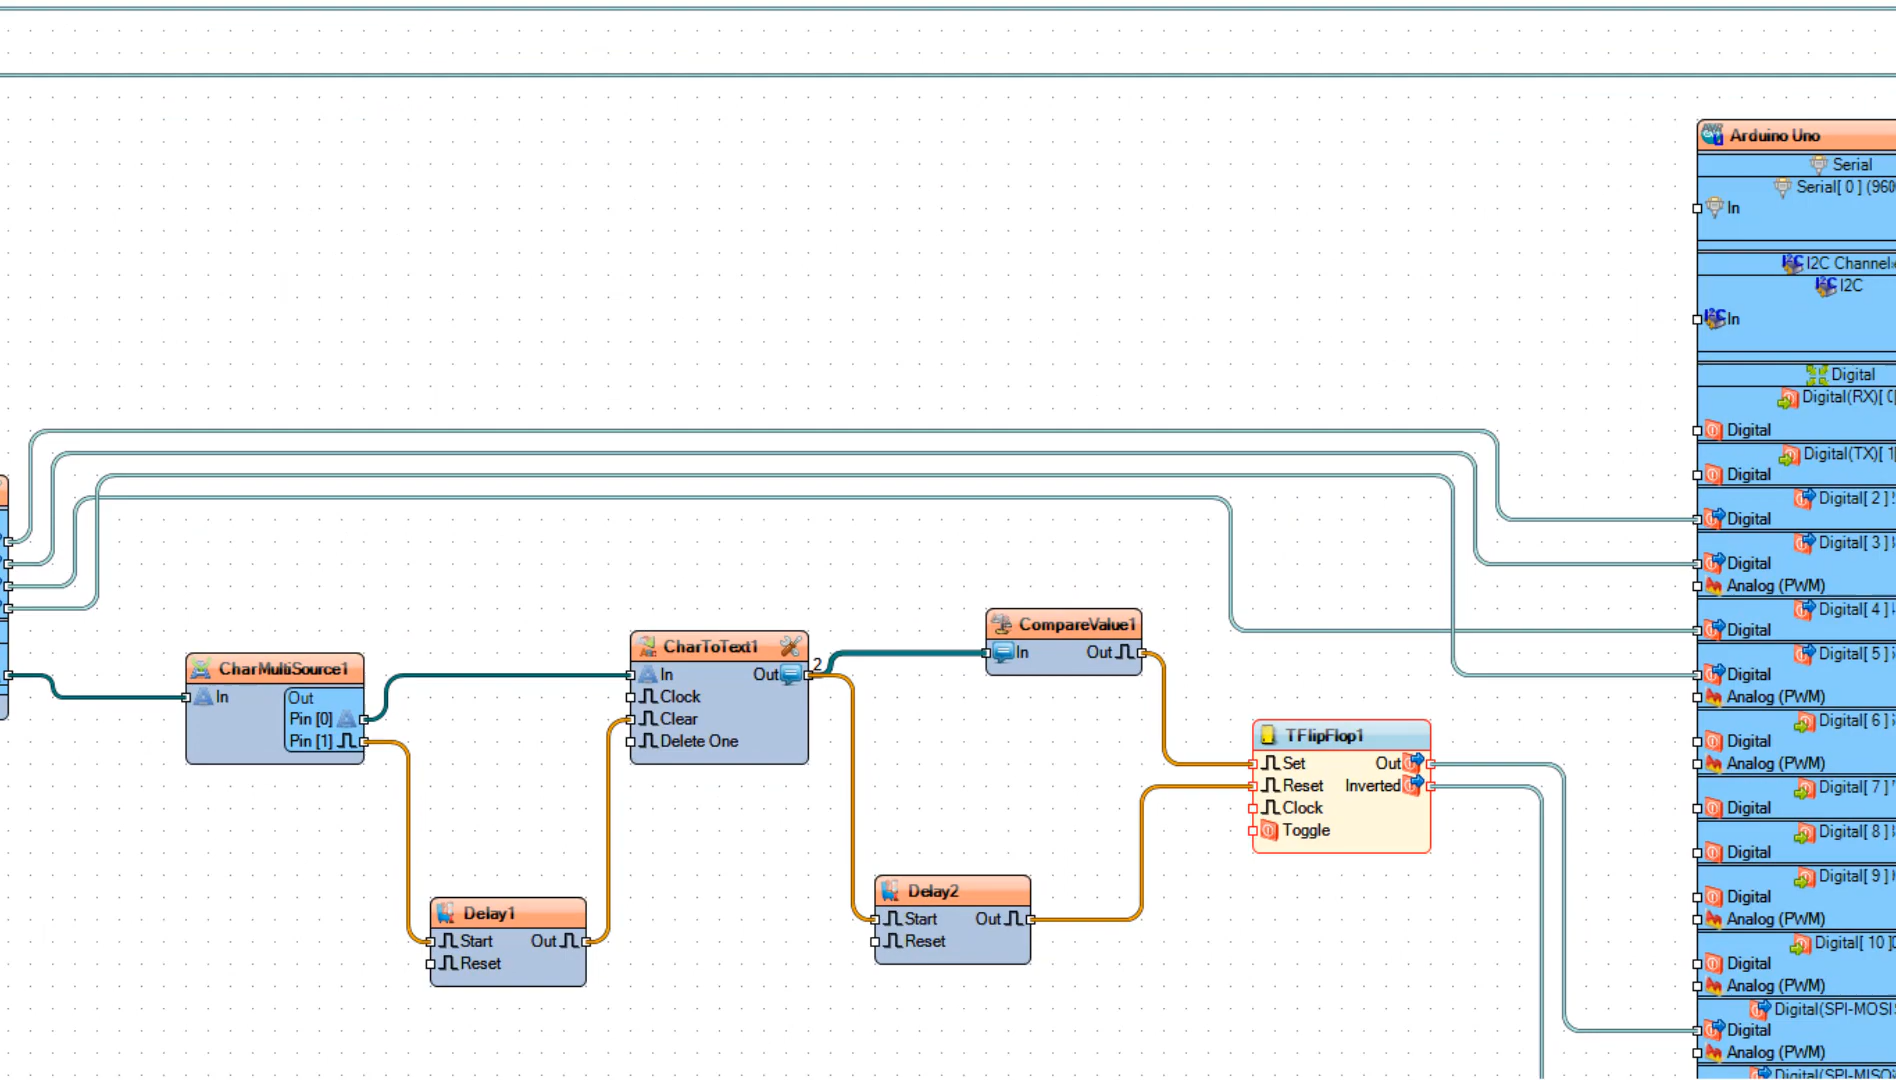 Arduino Uno
Serial
Serial[ 0 ] (960
In
I2C Channel
I2C
In
Digital
Digital(RX)[ 0
Digital
Digital(TX)[ 1
Digital
Digital[ 2 ]
Digital
Digital[ 3 ]
Digital
Analog (PWM)
Digital[ 4 ]
Digital
Digital[ 5 ]
Digital
Analog (PWM)
Digital[ 6 ]
Digital
Analog (PWM)
Digital[ 7 ]
Digital
Digital[ 8 ]
Digital
Digital[ 9 ]
Digital
Analog (PWM)
Digital[ 10 ]
Digital
Analog (PWM)
Digital(SPI-MOSI
Digital
Analog (PWM)
Digital(SPI-MISO
CharMultiSource1
In
Out
Pin [0]
Pin [1]
Delay1
Start Out
Reset
CharToText1
In Out
2
Clock
Clear
Delete One
CompareValue1
In Out
Delay2
Start Out
Reset
TFlipFlop1
Set Out
Reset Inverted
Clock
Toggle